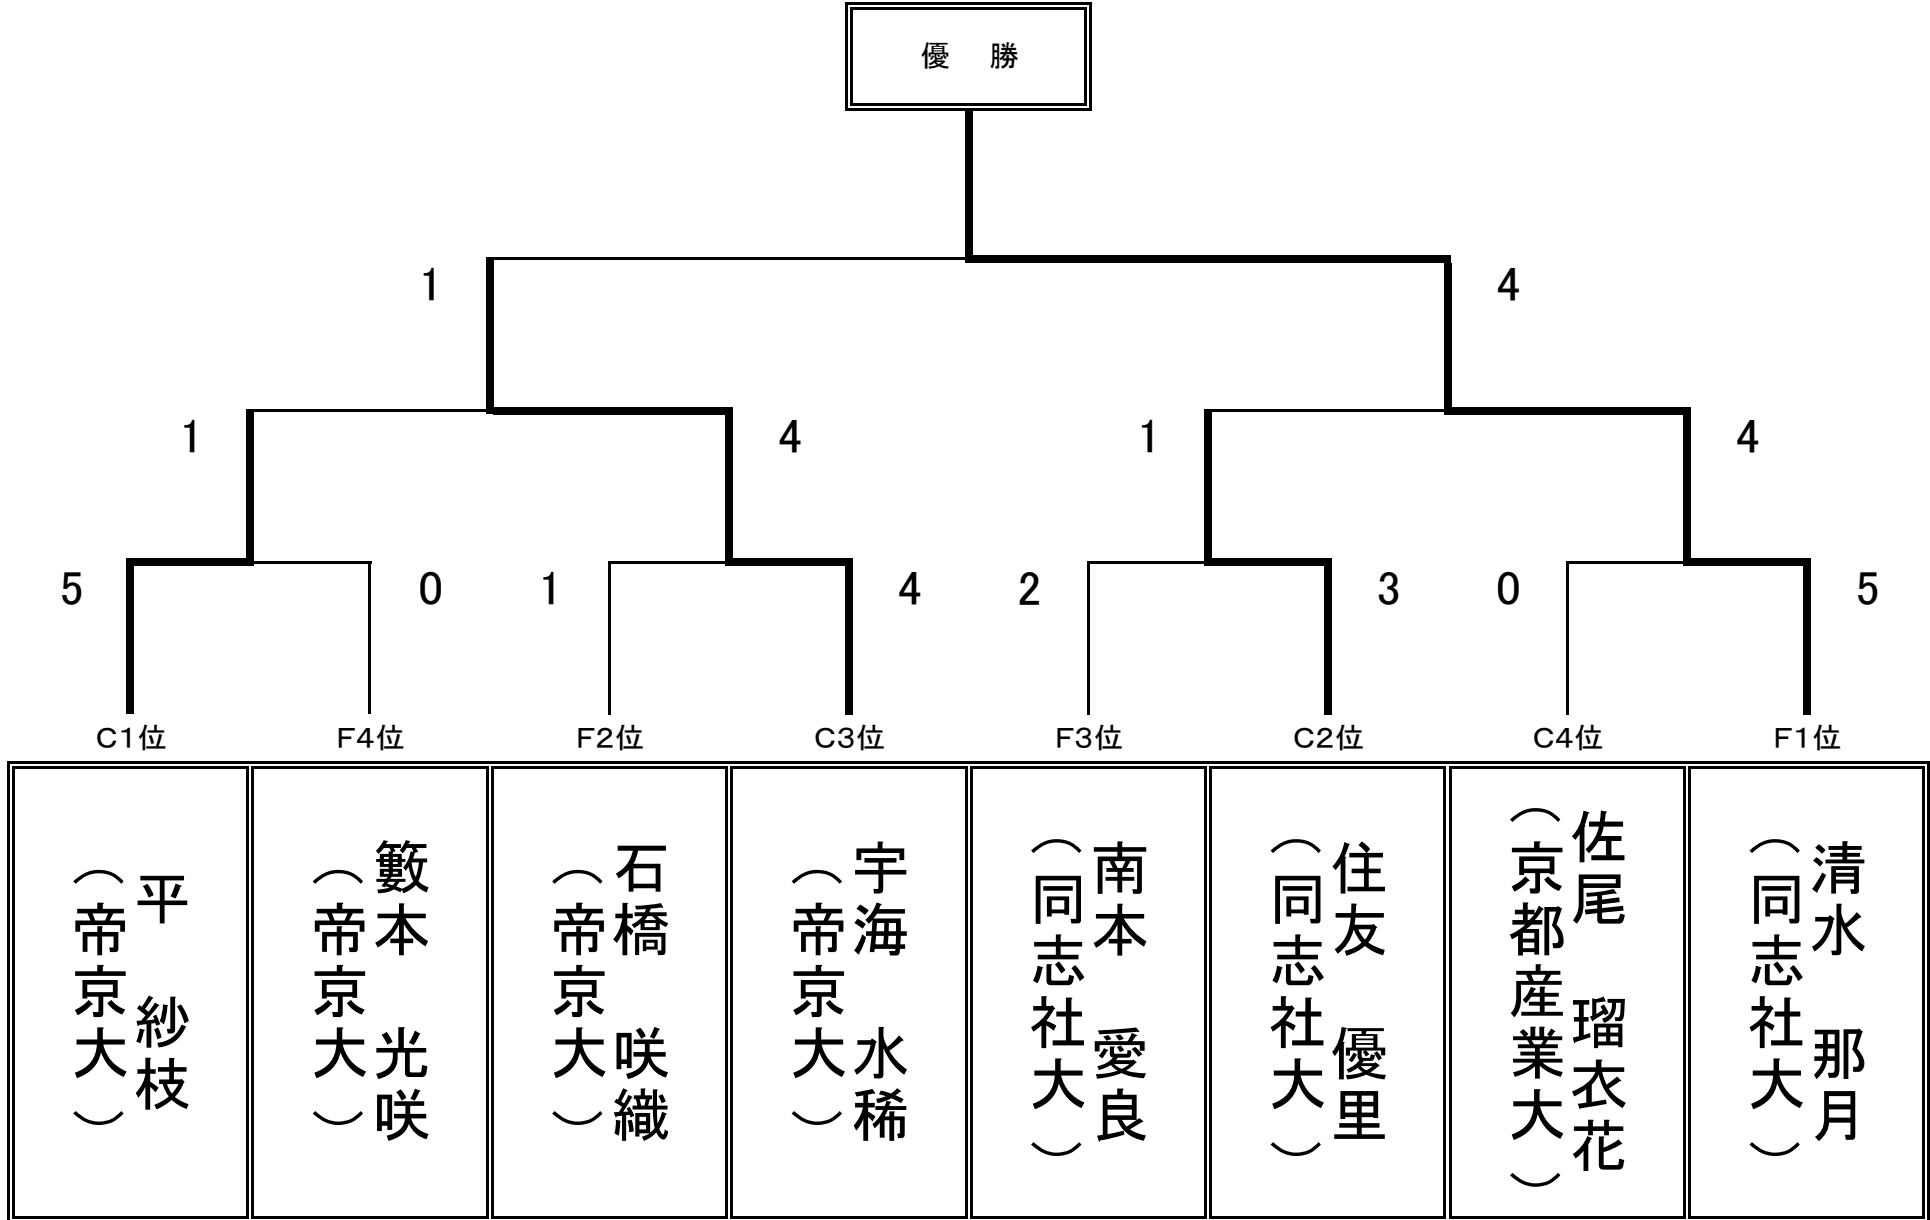 優　勝
1
4
1
4
1
4
5
0
1
4
2
3
0
5
C1位
F4位
F2位
C3位
F3位
C2位
C4位
F1位
平　紗枝
（帝京大）
籔本　光咲
（帝京大）
石橋　咲織
（帝京大）
宇海　水稀
（帝京大）
南本　愛良
（同志社大）
住友　優里
（同志社大）
佐尾　瑠衣花
（京都産業大）
清水　那月
（同志社大）